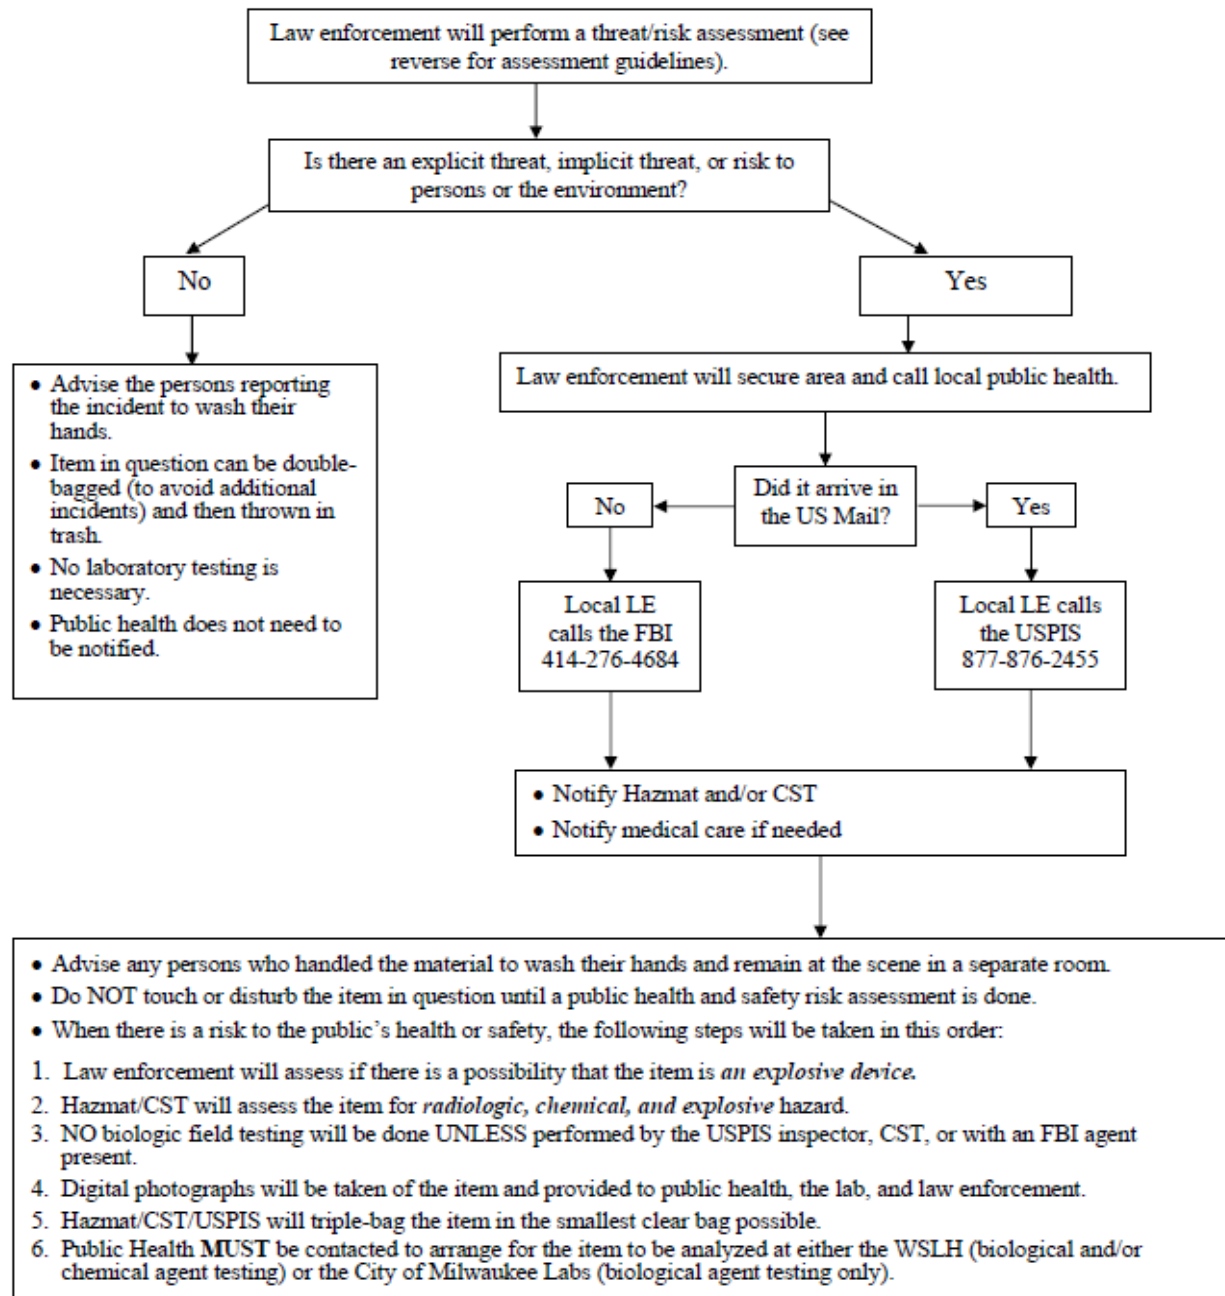 Law enforcement will perform a threat/risk assessment (see
reverse for assessment guidelines).
Is there an explicit threat, implicit threat, or risk to
persons or the environment?
No
Yes
• Advise the persons reporting
the incident to wash their
hands.
• Item in question can be double-
bagged (to avoid additional
incidents) and then thrown in
trash.
• No laboratory testing is
necessary.
• Public health does not need to
be notified.
Law enforcement will secure area and call local public health.
Did it arrive in
the US Mail?
No
Yes
Local LE
calls the FBI
414-276-4684
Local LE calls
the USPIS
877-876-2455
• Notify Hazmat and/or CST
• Notify medical care if needed
• Advise any persons who handled the material to wash their hands and remain at the scene in a separate room.
• Do NOT touch or disturb the item in question until a public health and safety risk assessment is done.
• When there is a risk to the public's health or safety, the following steps will be taken in this order:
1. Law enforcement will assess if there is a possibility that the item is an explosive device.
2. Hazmat/CST will assess the item for radiologic, chemical, and explosive hazard.
3. NO biologic field testing will be done UNLESS performed by the USPIS inspector, CST, or with an FBI agent
present.
4. Digital photographs will be taken of the item and provided to public health, the lab, and law enforcement.
5. Hazmat/CST/USPIS will triple-bag the item in the smallest clear bag possible.
6. Public Health MUST be contacted to arrange for the item to be analyzed at either the WSLH (biological and/or
chemical agent testing) or the City of Milwaukee Labs (biological agent testing only).